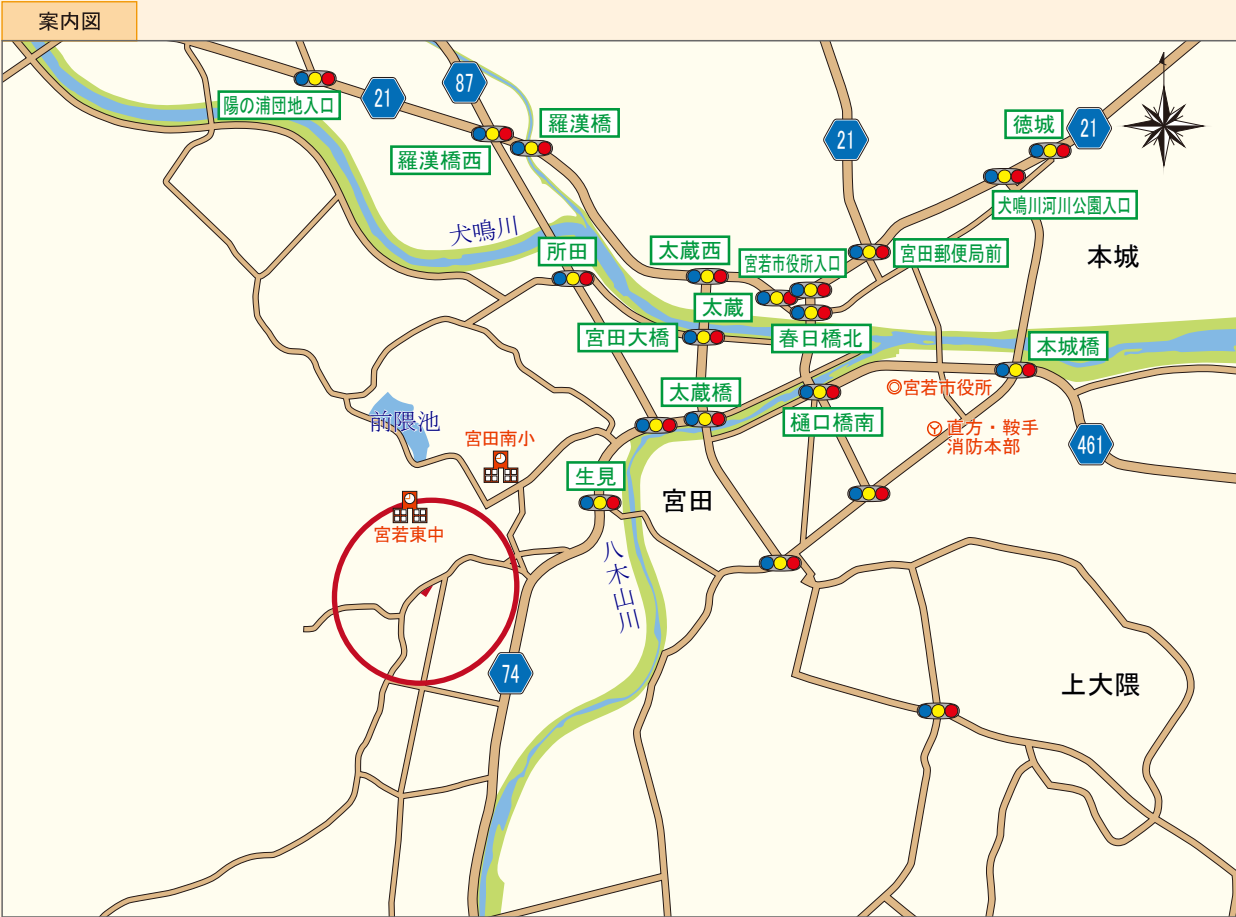 案内図
87
陽の浦団地入口
21
羅漢橋
徳城
21
21
羅漢橋西
犬鳴川河川公園入口
犬鳴川
所田
太蔵西
宮若市役所入口
宮田郵便局前
本城
太蔵
宮田大橋
春日橋北
本城橋
太蔵橋
宮若市役所
前隈池
樋口橋南
直方・鞍手
消防本部
宮田南小
461
生見
宮田
宮若東中
八木山川
74
上大隈